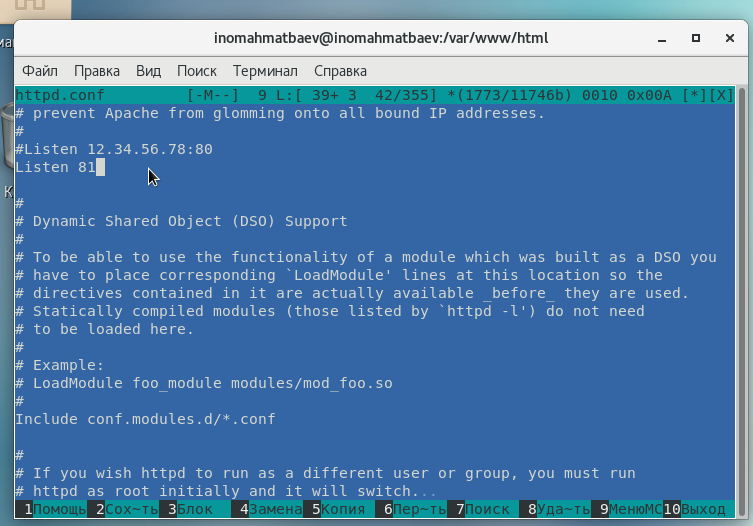 inomahmatbaev@inomahmatbaev:/var/www/html
Файл Правка Вид Поиск Терминал Справка
httpd.conf [-M--] 9 L:[ 39+ 3 42/355] *(1773/11746b) 0010 0x00A [*][X]
# prevent Apache from glomming onto all bound IP addresses.
#
#Listen 12.34.56.78:80
Listen 81
#
# Dynamic Shared Object (DSO) Support
#
# To be able to use the functionality of a module which was built as a DSO you
# have to place corresponding `LoadModule' lines at this location so the
# directives contained in it are actually available _before_ they are used.
# Statically compiled modules (those listed by `httpd -l') do not need
# to be loaded here.
#
# Example:
# LoadModule foo_module modules/mod_foo.so
#
Include conf.modules.d/*.conf
#
# If you wish httpd to run as a different user or group, you must run
# httpd as root initially and it will switch...
1Помощь 2Сох~ть 3Блок 4Замена 5Копия 6Пер~ть 7Поиск 8Уда~ть 9МенюМС 10Выход